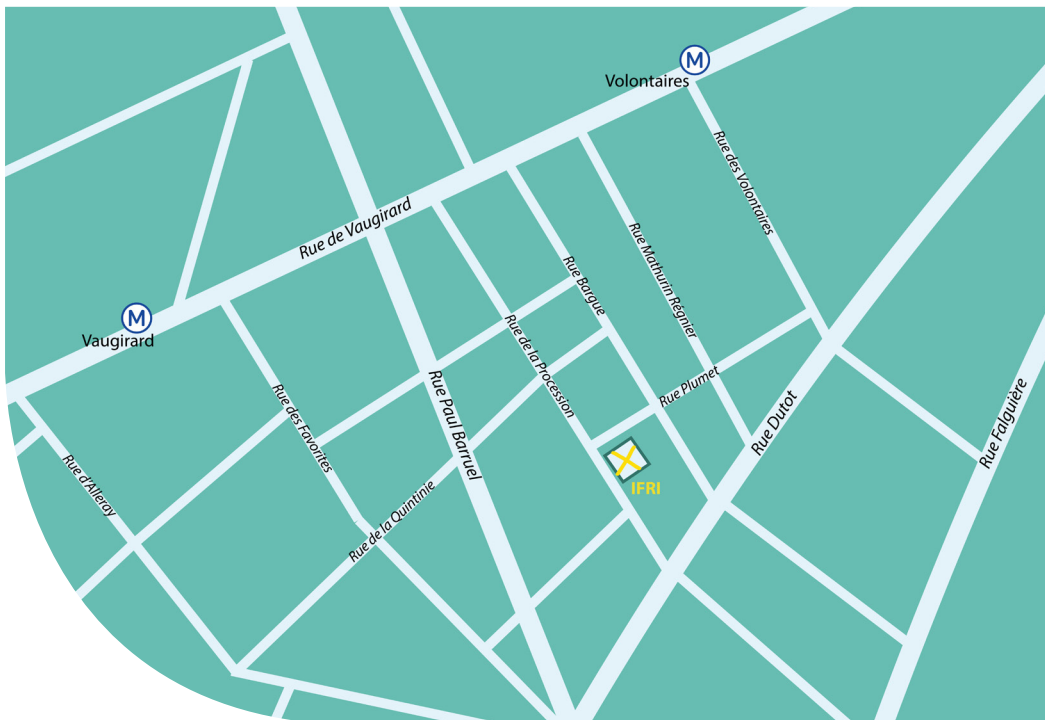 M
Volontaires
Rue des Volontaires
Rue de Vaugirard
Rue Mathurin Régnier
Rue Bargue
M
Vaugirard
Rue de la Procession
Rue Plumet
Rue Paul Barruel
Rue Dutot
Rue Falguière
Rue des Favorites
Rue d'Alleray
Rue de la Quintinie
IFRI